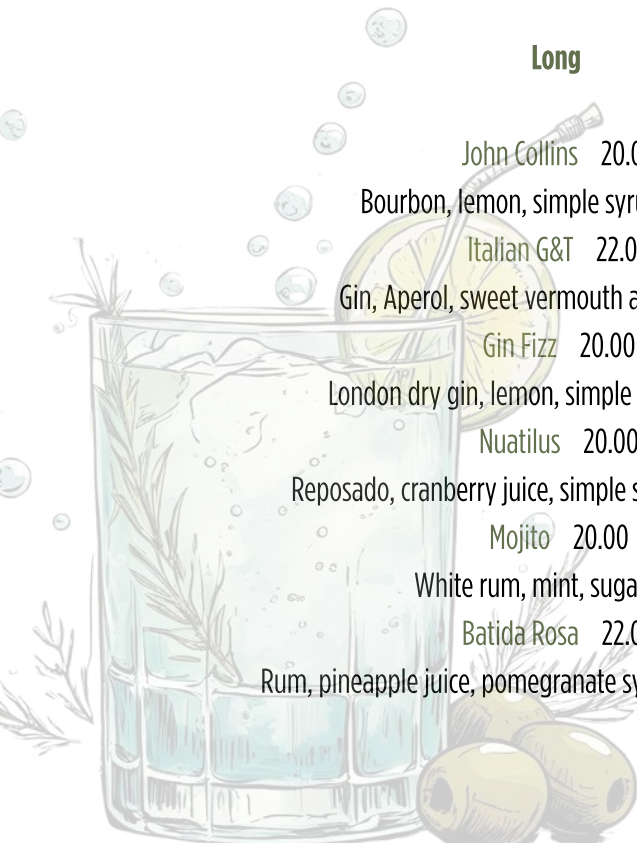 Long
John Collins 20.0
Bourbon, lemon, simple syr
Italian G&T 22.0
Gin, Aperol, sweet vermouth a
Gin Fizz 20.00
London dry gin, lemon, simple
Nuatilus 20.00
Reposado, cranberry juice, simple s
Mojito 20.00
White rum, mint, suga
Batida Rosa 22.0
Rum, pineapple juice, pomegranate sy